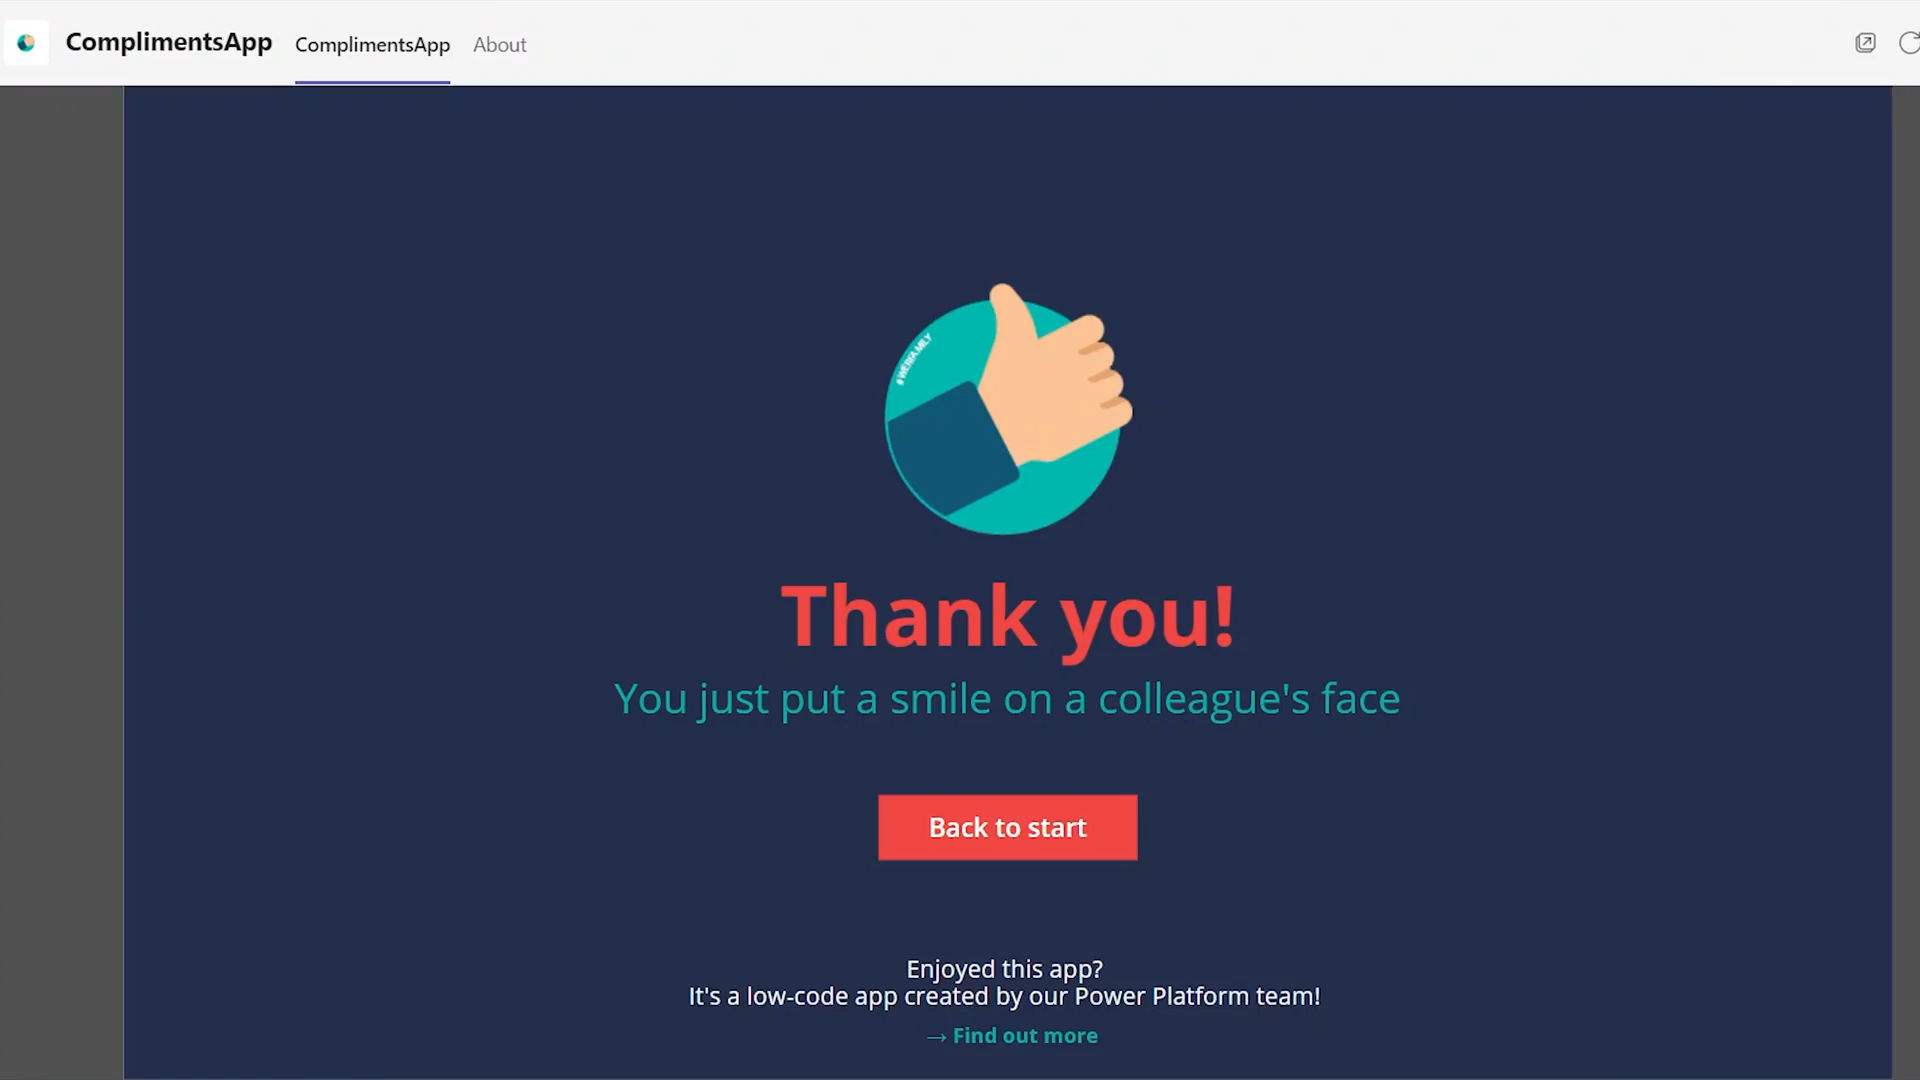 ComplimentsApp
ComplimentsApp
About
#WEBFAMILY
Thank you!
You just put a smile on a colleague's face
Back to start
Enjoyed this app?
It's a low-code app created by our Power Platform team!
→ Find out more